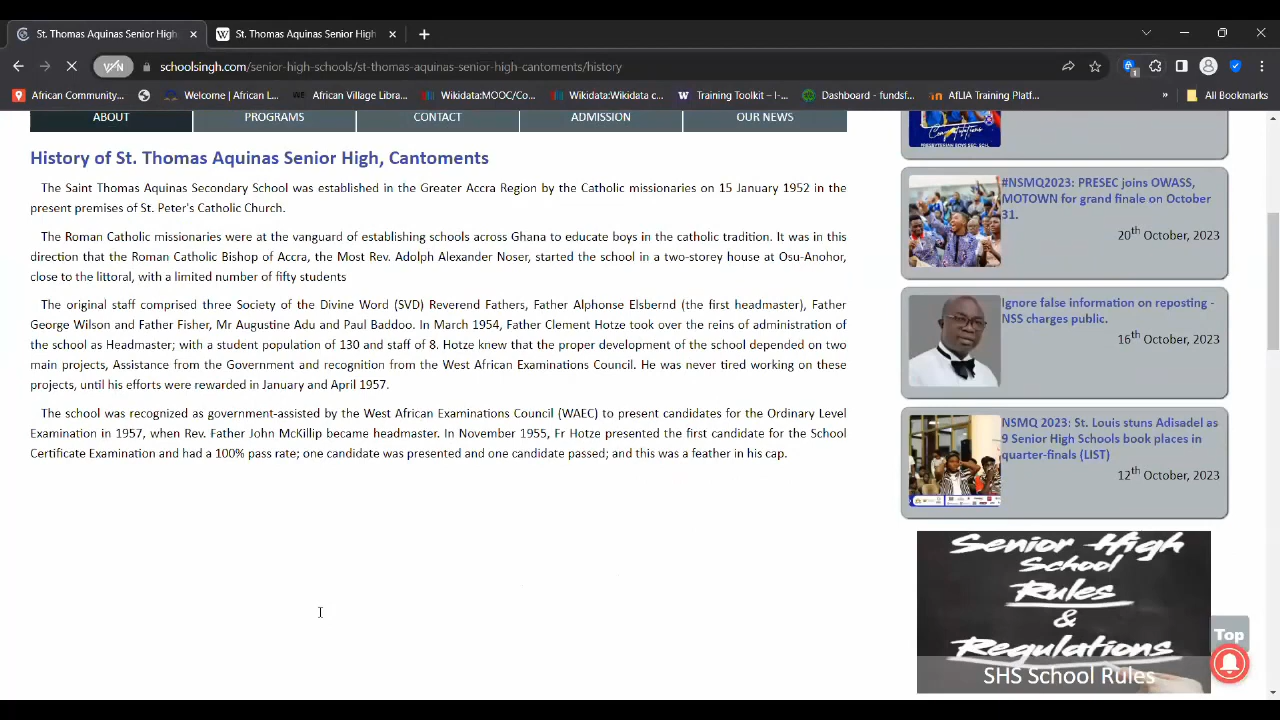 St. Thomas Aquinas Senior High
St. Thomas Aquinas Senior High
VPN
schoolsingh.com/senior-high-schools/st-thomas-aquinas-senior-high-cantoments/history
1
African Community...
Welcome | African L...
African Village Libra...
Wikidata:MOOC/Co...
Wikidata:Wikidata c...
Training Toolkit – I-...
Dashboard - fundsf...
AfLIA Training Platf...
»
All Bookmarks
ABOUT
PROGRAMS
CONTACT
ADMISSION
OUR NEWS
History of St. Thomas Aquinas Senior High, Cantoments
The Saint Thomas Aquinas Secondary School was established in the Greater Accra Region by the Catholic missionaries on 15 January 1952 in the
present premises of St. Peter's Catholic Church.
The Roman Catholic missionaries were at the vanguard of establishing schools across Ghana to educate boys in the catholic tradition. It was in this
direction that the Roman Catholic Bishop of Accra, the Most Rev. Adolph Alexander Noser, started the school in a two-storey house at Osu-Anohor,
close to the littoral, with a limited number of fifty students
The original staff comprised three Society of the Divine Word (SVD) Reverend Fathers, Father Alphonse Elsbernd (the first headmaster), Father
George Wilson and Father Fisher, Mr Augustine Adu and Paul Baddoo. In March 1954, Father Clement Hotze took over the reins of administration of
the school as Headmaster; with a student population of 130 and staff of 8. Hotze knew that the proper development of the school depended on two
main projects, Assistance from the Government and recognition from the West African Examinations Council. He was never tired working on these
projects, until his efforts were rewarded in January and April 1957.
The school was recognized as government-assisted by the West African Examinations Council (WAEC) to present candidates for the Ordinary Level
Examination in 1957, when Rev. Father John McKillip became headmaster. In November 1955, Fr Hotze presented the first candidate for the School
Certificate Examination and had a 100% pass rate; one candidate was presented and one candidate passed; and this was a feather in his cap.
#NSMQ2023: PRESEC joins OWASS,
MOTOWN for grand finale on October
31.
20th October, 2023
Ignore false information on reposting -
NSS charges public.
16th October, 2023
NSMQ 2023: St. Louis stuns Adisadel as
9 Senior High Schools book places in
quarter-finals (LIST)
12th October, 2023
Senior High
School
Rules
&
Regulations
SHS School Rules
Top